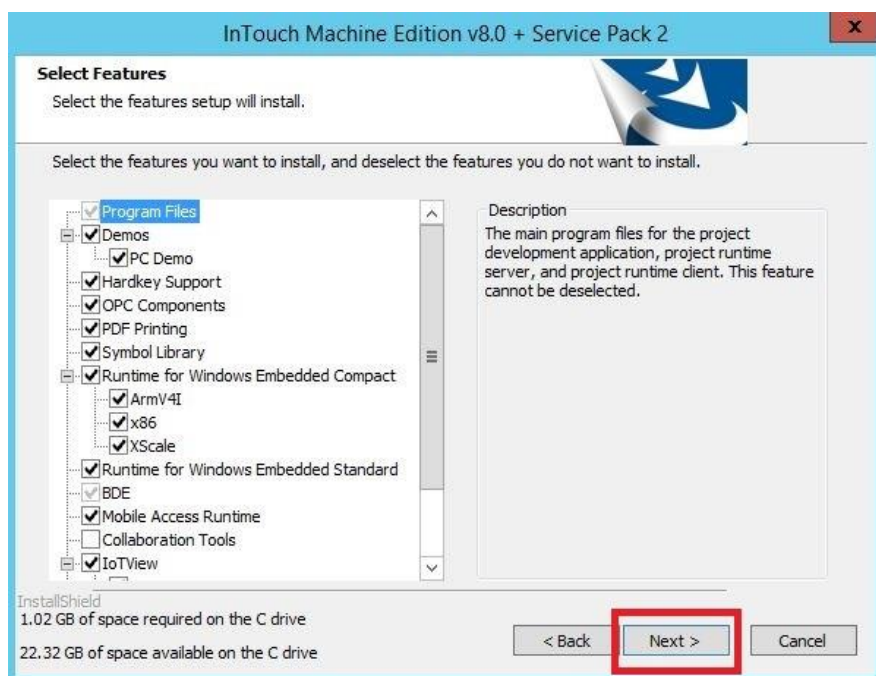 InTouch Machine Edition v8.0 + Service Pack 2
x
Select Features
Select the features setup will install.
Select the features you want to install, and deselect the features you do not want to install.
Program Files
Demos
PC Demo
Hardkey Support
OPC Components
PDF Printing
Symbol Library
Runtime for Windows Embedded Compact
ArmV4I
x86
XScale
Runtime for Windows Embedded Standard
BDE
Mobile Access Runtime
Collaboration Tools
IoTView
Description
The main program files for the project
development application, project runtime
server, and project runtime client. This feature
cannot be deselected.
InstallShield
1.02 GB of space required on the C drive
22.32 GB of space available on the C drive
< Back
Next >
Cancel